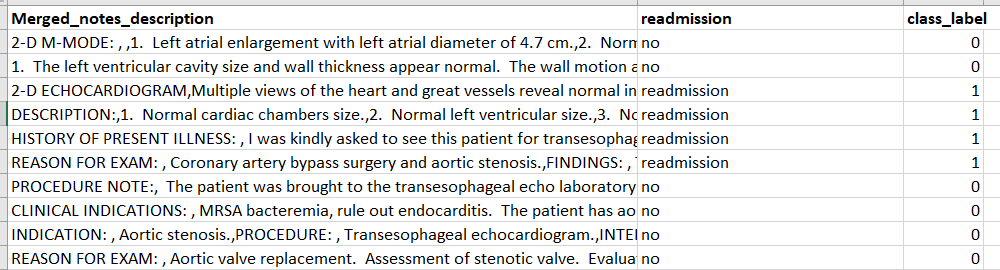 Merged_notes_description readmission class_label
2-D M-MODE: , ,1.  Left atrial enlargement with left atrial diameter of 4.7 cm.,2.  Norm no 0
1.  The left ventricular cavity size and wall thickness appear normal.  The wall motion a no 0
2-D ECHOCARDIOGRAM,Multiple views of the heart and great vessels reveal normal in readmission 1
DESCRIPTION:,1.  Normal cardiac chambers size.,2.  Normal left ventricular size.,3.  No readmission 1
HISTORY OF PRESENT ILLNESS: , I was kindly asked to see this patient for transesophag readmission 1
REASON FOR EXAM: , Coronary artery bypass surgery and aortic stenosis.,FINDINGS: , readmission 1
PROCEDURE NOTE:,  The patient was brought to the transesophageal echo laboratory no 0
CLINICAL INDICATIONS: , MRSA bacteremia, rule out endocarditis.  The patient has ao no 0
INDICATION: , Aortic stenosis.,PROCEDURE: , Transesophageal echocardiogram.,INTE no 0
REASON FOR EXAM: , Aortic valve replacement.  Assessment of stenotic valve.  Evalua no 0